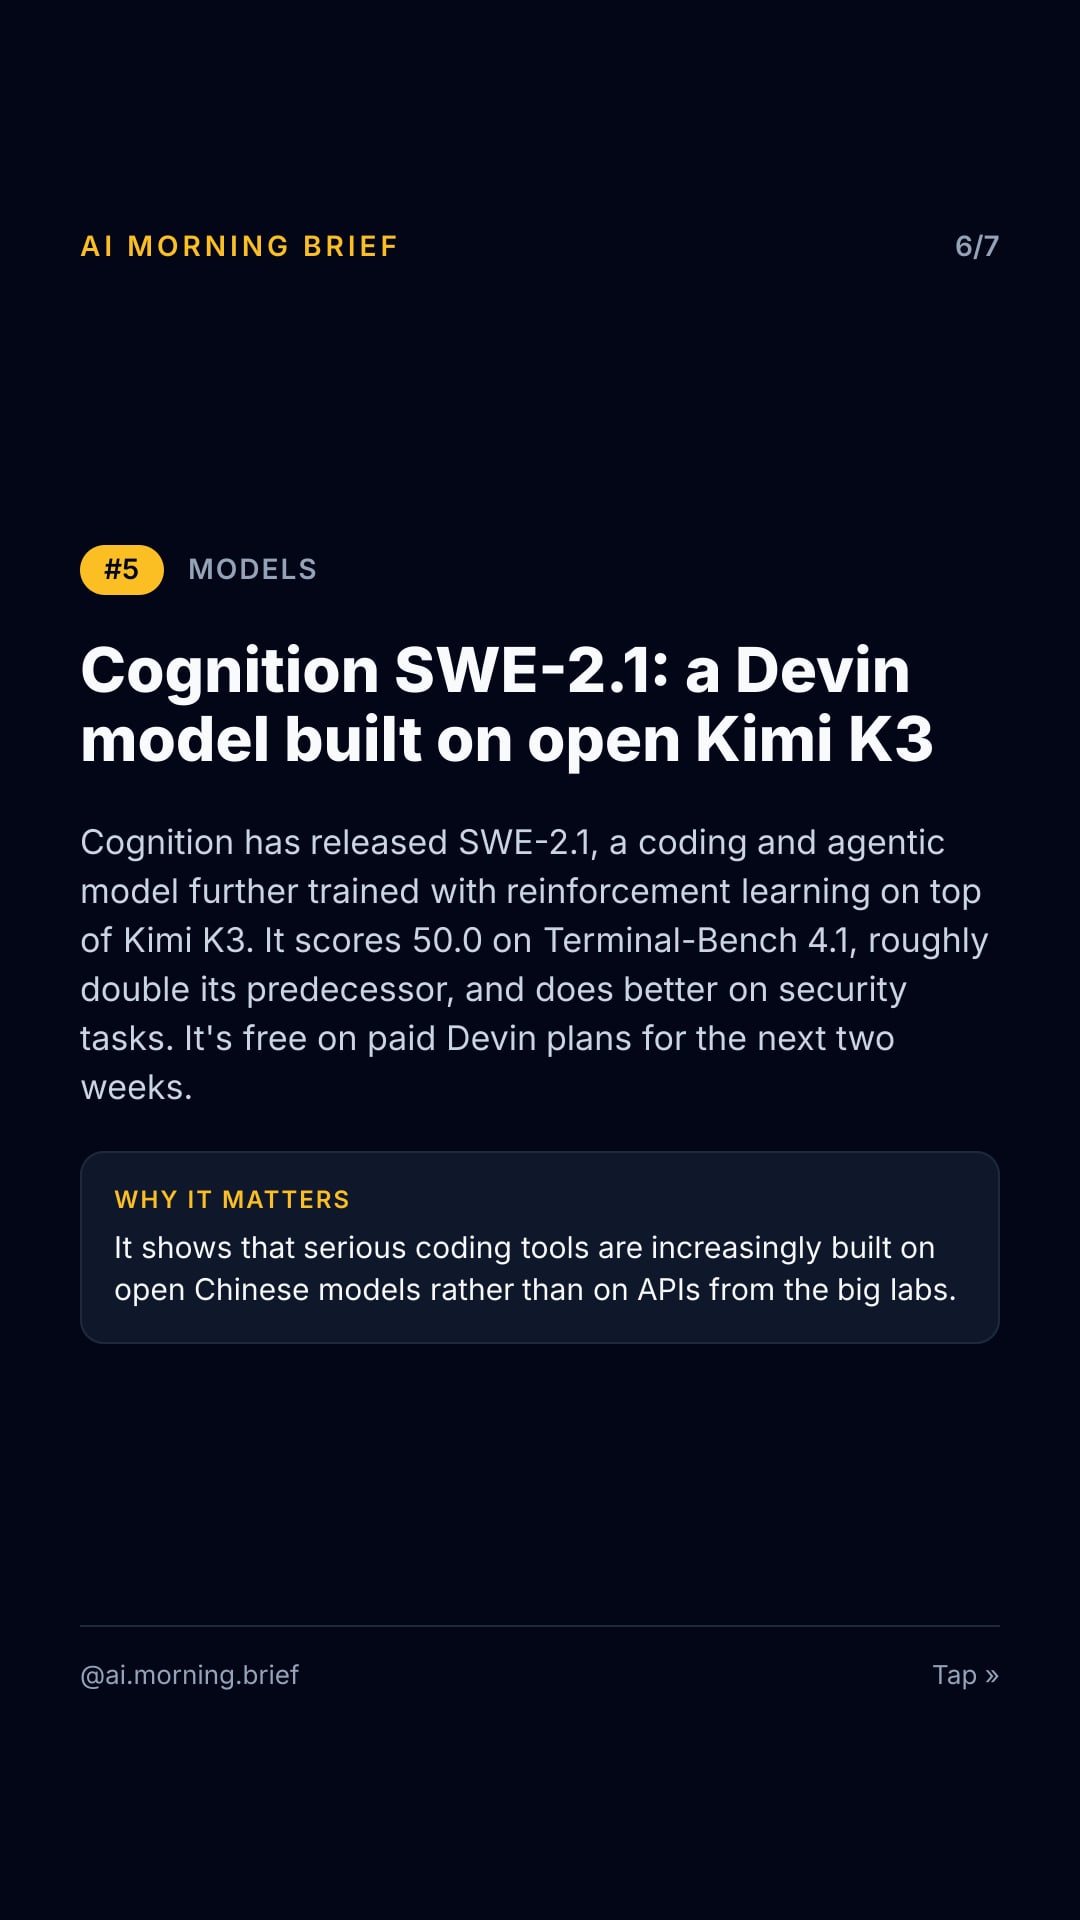 AI MORNING BRIEF
6/7
#5 MODELS
Cognition SWE-2.1: a Devin
model built on open Kimi K3
Cognition has released SWE-2.1, a coding and agentic
model further trained with reinforcement learning on top
of Kimi K3. It scores 50.0 on Terminal-Bench 4.1, roughly
double its predecessor, and does better on security
tasks. It's free on paid Devin plans for the next two
weeks.
WHY IT MATTERS
It shows that serious coding tools are increasingly built on
open Chinese models rather than on APIs from the big labs.
@ai.morning.brief
Tap »